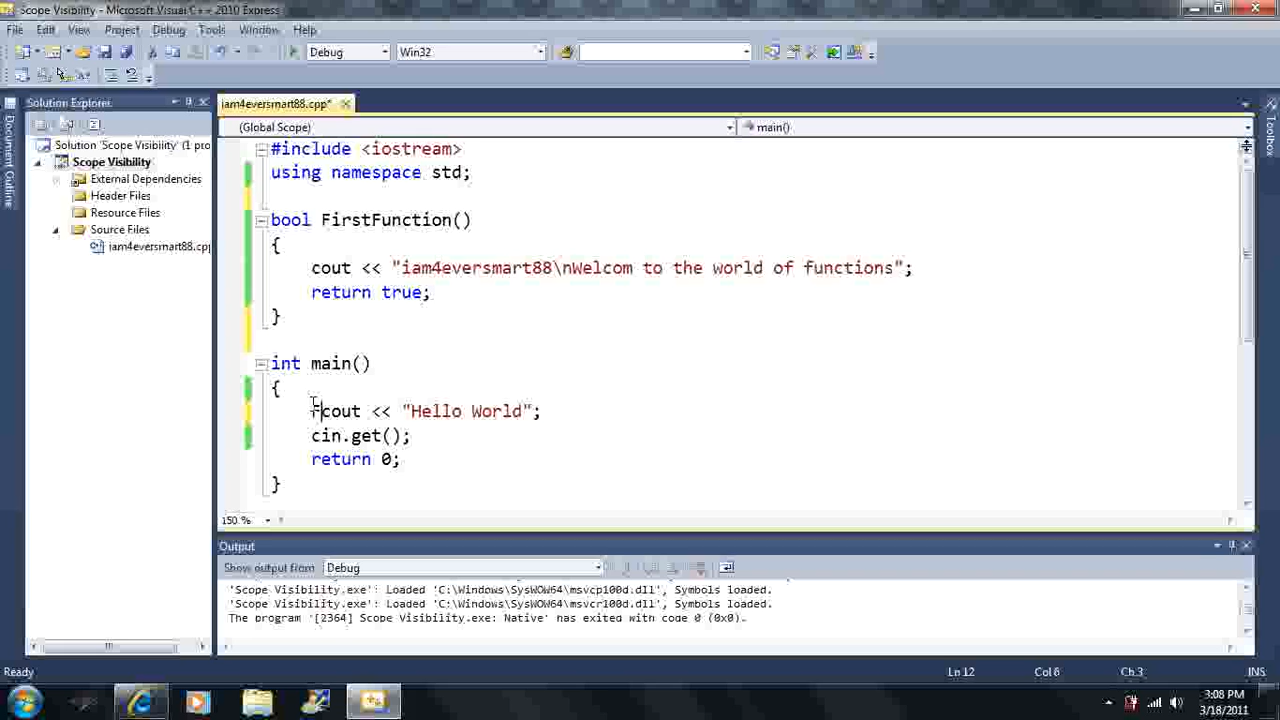 Scope Visibility - Microsoft Visual C++ 2010 Express
File Edit View Project Debug Tools Window Help
Debug Win32
Solution Explorer
iam4eversmart88.cpp*
Toolbox
Document Outline
(Global Scope) main()
Solution 'Scope Visibility' (1 pro
Scope Visibility
External Dependencies
Header Files
Resource Files
Source Files
iam4eversmart88.cpp
#include <iostream>
using namespace std;
bool FirstFunction()
{
cout << "iam4eversmart88\nWelcom to the world of functions";
return true;
}
int main()
{
cout << "Hello World";
cin.get();
return 0;
}
150 %
Output
Show output from Debug
'Scope Visibility.exe': Loaded 'C:\Windows\SysWOW64\msvcp100d.dll', Symbols loaded.
'Scope Visibility.exe': Loaded 'C:\Windows\SysWOW64\msvcr100d.dll', Symbols loaded.
The program '[2364] Scope Visibility.exe: Native' has exited with code 0 (0x0).
Ready Ln 12 Col 6 Ch 3 INS
3:08 PM
3/18/2011